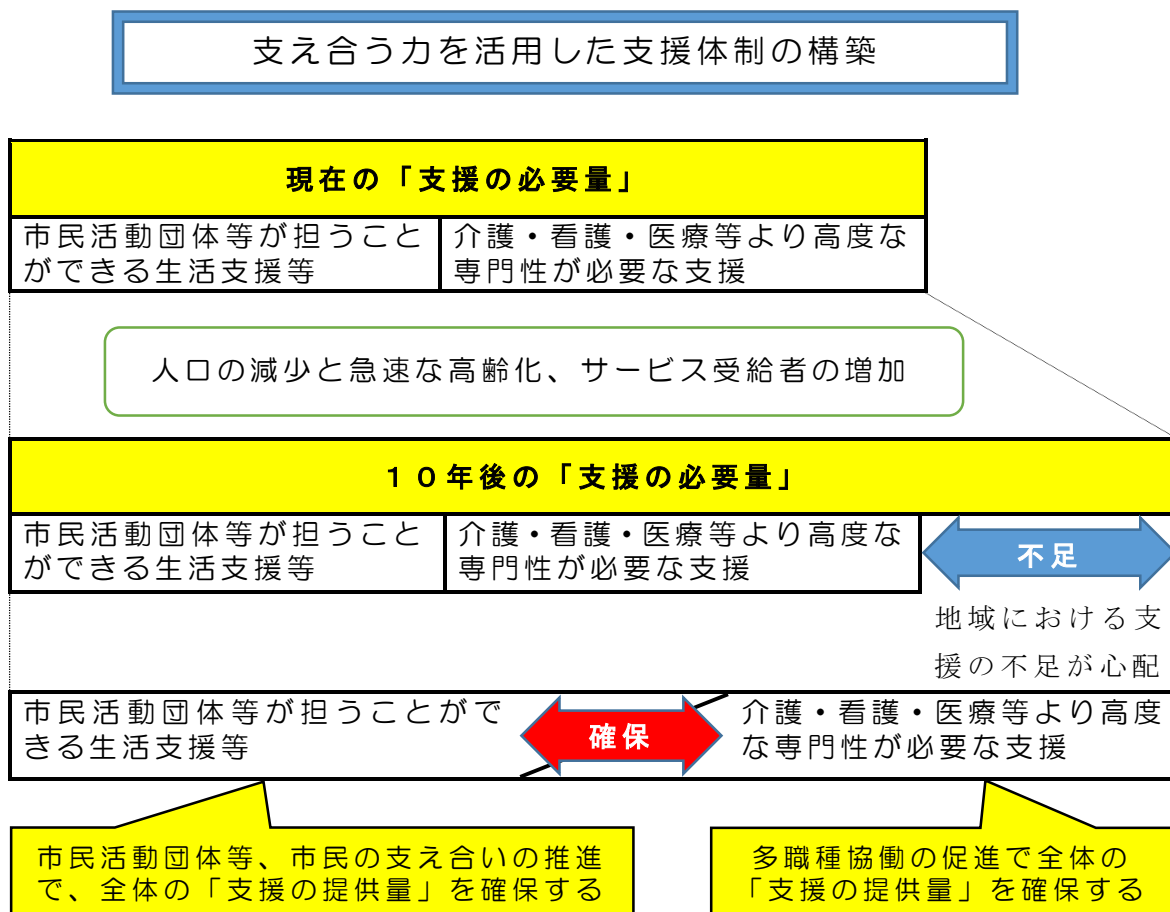 支え合う力を活用した支援体制の構築
現在の「支援の必要量」
市民活動団体等が担うこと
ができる生活支援等
介護・看護・医療等より高度な
専門性が必要な支援
人口の減少と急速な高齢化、サービス受給者の増加
１０年後の「支援の必要量」
市民活動団体等が担うこと
ができる生活支援等
介護・看護・医療等より高度な
専門性が必要な支援
不足
地域における支
援の不足が心配
市民活動団体等が担うことがで
きる生活支援等
確保
介護・看護・医療等より高度
な専門性が必要な支援
市民活動団体等、市民の支え合いの推進
で、全体の「支援の提供量」を確保する
多職種協働の促進で全体の
「支援の提供量」を確保する